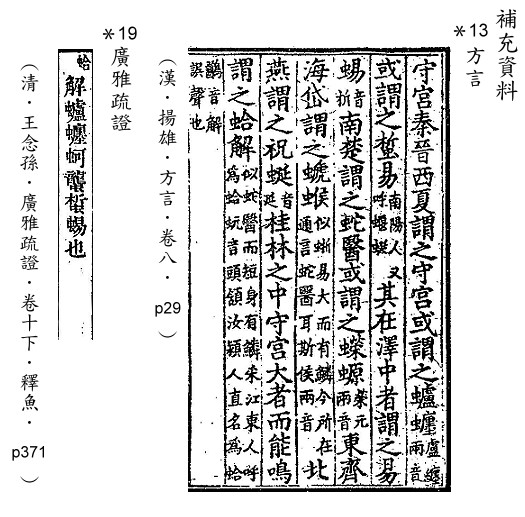 補充資料
*13 方言
守宮秦晉西夏謂之守宮或謂之蠦䗺盧纏兩音
或謂之蜤易南陽人呼蝘蜓又其在澤中者謂之易
蜴音析南楚謂之蛇醫或謂之蠑螈榮元兩音東齊
海岱謂之螔䗔似蜥易大而有鱗今所在通言蛇醫耳斯侯兩音北
燕謂之祝蜓音延桂林之中守宮大者而能鳴
謂之蛤解似蛇醫而短身有鱗采江東人呼為蛤蚖音頭頷汝潁人直名為蛤
鷊音解誤聲也
(漢.揚雄.方言.卷八.p29)
*19 廣雅疏證
蛤解蠦䗺蚵蠪蜥蜴也
(清.王念孫.廣雅疏證.卷十下.釋魚.p371)